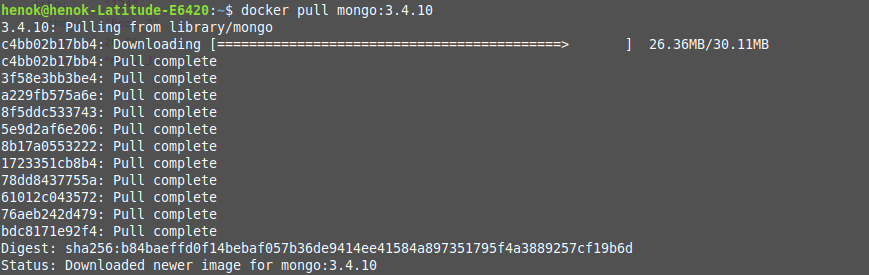 henok@henok-Latitude-E6420:~$ docker pull mongo:3.4.10
3.4.10: Pulling from library/mongo
c4bb02b17bb4: Downloading [===========================================>       ]  26.36MB/30.11MB
c4bb02b17bb4: Pull complete
3f58e3bb3be4: Pull complete
a229fb575a6e: Pull complete
8f5ddc533743: Pull complete
5e9d2af6e206: Pull complete
8b17a0553222: Pull complete
1723351cb8b4: Pull complete
78dd8437755a: Pull complete
61012c043572: Pull complete
76aeb242d479: Pull complete
bdc8171e92f4: Pull complete
Digest: sha256:b84baeffd0f14bebaf057b36de9414ee41584a897351795f4a3889257cf19b6d
Status: Downloaded newer image for mongo:3.4.10